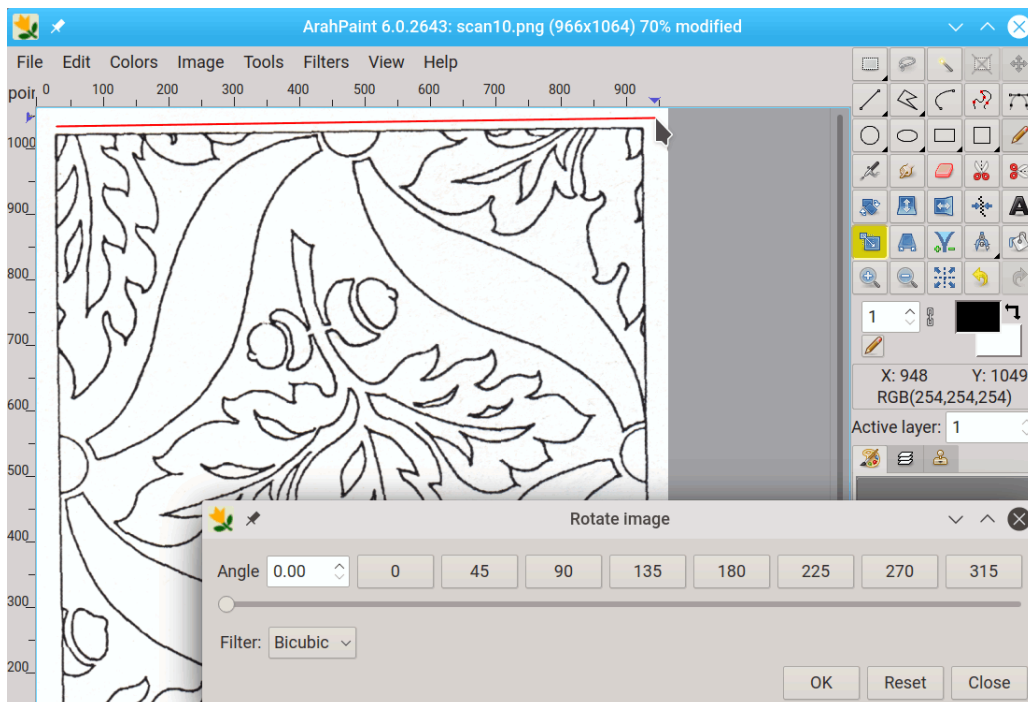 ArahPaint 6.0.2643: scan10.png (966x1064) 70% modified
File Edit Colors Image Tools Filters View Help
0 100 200 300 400 500 600 700 800 900
1000
900
800
700
600
500
400
300
200
A
1
X: 948 Y: 1049
RGB(254,254,254)
Active layer: 1
Rotate image
Angle 0.00 0 45 90 135 180 225 270 315
Filter: Bicubic
OK Reset Close